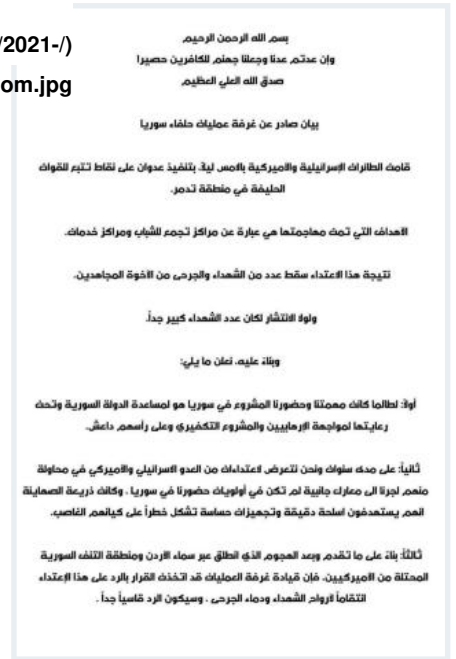 /2021-/)
om.jpg
بسم الله الرحمن الرحيم
وإن عدتم عدنا وجعلنا جهنم للكافرين حصيرا
صدق الله العلي العظيم
بيان صادر عن غرفة عمليات حلفاء سوريا
قامت الطائرات الإسرائيلية والاميركية بالامس ليلاً، بتنفيذ عدوان على نقاط تتبع للقوات
الحليفة في منطقة تدمر.
الأهداف التي تمت مهاجمتها هي عبارة عن مراكز تجمع للشباب ومراكز خدمات.
نتيجة هذا الاعتداء سقط عدد من الشهداء والجرحى من الأخوة المجاهدين.
ولولا الانتشار لكان عدد الشهداء كبير جداً.
وبناءً عليه، نعلن ما يلي:
أولاً: لطالما كانت مهمتنا وحضورنا المشروع في سوريا هو لمساعدة الدولة السورية وتحت
رعايتها لمواجهة الإرهابيين والمشروع التكفيري وعلى رأسهم داعش.
ثانياً: على مدى سنوات ونحن نتعرض لاعتداءات من العدو الاسرائيلي والأميركي في محاولة
منهم لجرنا الى معارك جانبية لم تكن في أولويات حضورنا في سوريا . وكانت ذريعة الصهاينة
انهم يستهدفون اسلحة دقيقة وتجهيزات حساسة تشكل خطراً على كيانهم الغاصب.
ثالثاً: بناءً على ما تقدم وبعد الهجوم الذي انطلق عبر سماء الأردن ومنطقة التنف السورية
المحتلة من الاميركيين، فإن قيادة غرفة العمليات قد اتخذت القرار بالرد على هذا الإعتداء
انتقاماً لأرواح الشهداء ودماء الجرحى . وسيكون الرد قاسياً جداً .